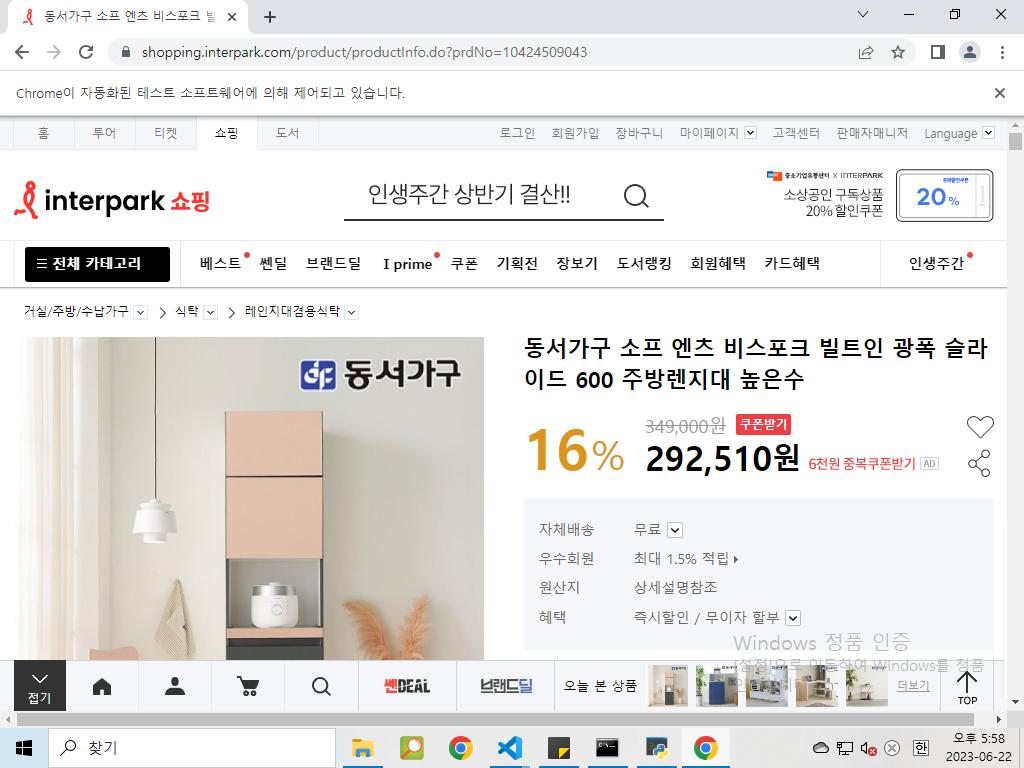 동서가구 소프 엔츠 비스포크 빌
shopping.interpark.com/product/productInfo.do?prdNo=10424509043
Chrome이 자동화된 테스트 소프트웨어에 의해 제어되고 있습니다.
홈 투어 티켓 쇼핑 도서 로그인 회원가입 장바구니 마이페이지 고객센터 판매자매니저 Language
interpark 쇼핑
인생주간 상반기 결산!!
중소기업유통센터 X INTERPARK
소상공인 구독상품
20% 할인쿠폰
20%
전체 카테고리 베스트 쎈딜 브랜드딜 I prime 쿠폰 기획전 장보기 도서랭킹 회원혜택 카드혜택 인생주간
거실/주방/수납가구 식탁 레인지대겸용식탁
동서가구
동서가구 소프 엔츠 비스포크 빌트인 광폭 슬라
이드 600 주방렌지대 높은수
16% 349,000원 쿠폰받기
292,510원 6천원 중복쿠폰받기 AD
자체배송 무료
우수회원 최대 1.5% 적립
원산지 상세설명참조
혜택 즉시할인 / 무이자 할부
Windows 정품 인증
[설정]으로 이동하여 Windows를 정품
접기 쎈DEAL 브랜드딜 오늘 본 상품 더보기 TOP
찾기
오후 5:58
한
2023-06-22